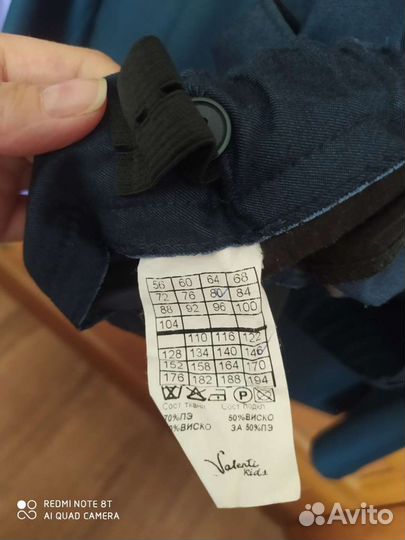 56 60 64 68
72 76 80 84
88 92 96 100
104
110 116 122
128 134 140 146
152 158 164 170
176 182 188 194
Сост ткани Сост подкл
70%ПЭ 50%ВИСКО
ВИСКО ЗА 50%ПЭ
Valenti
Kids
REDMI NOTE 8T
AI QUAD CAMERA
Avito